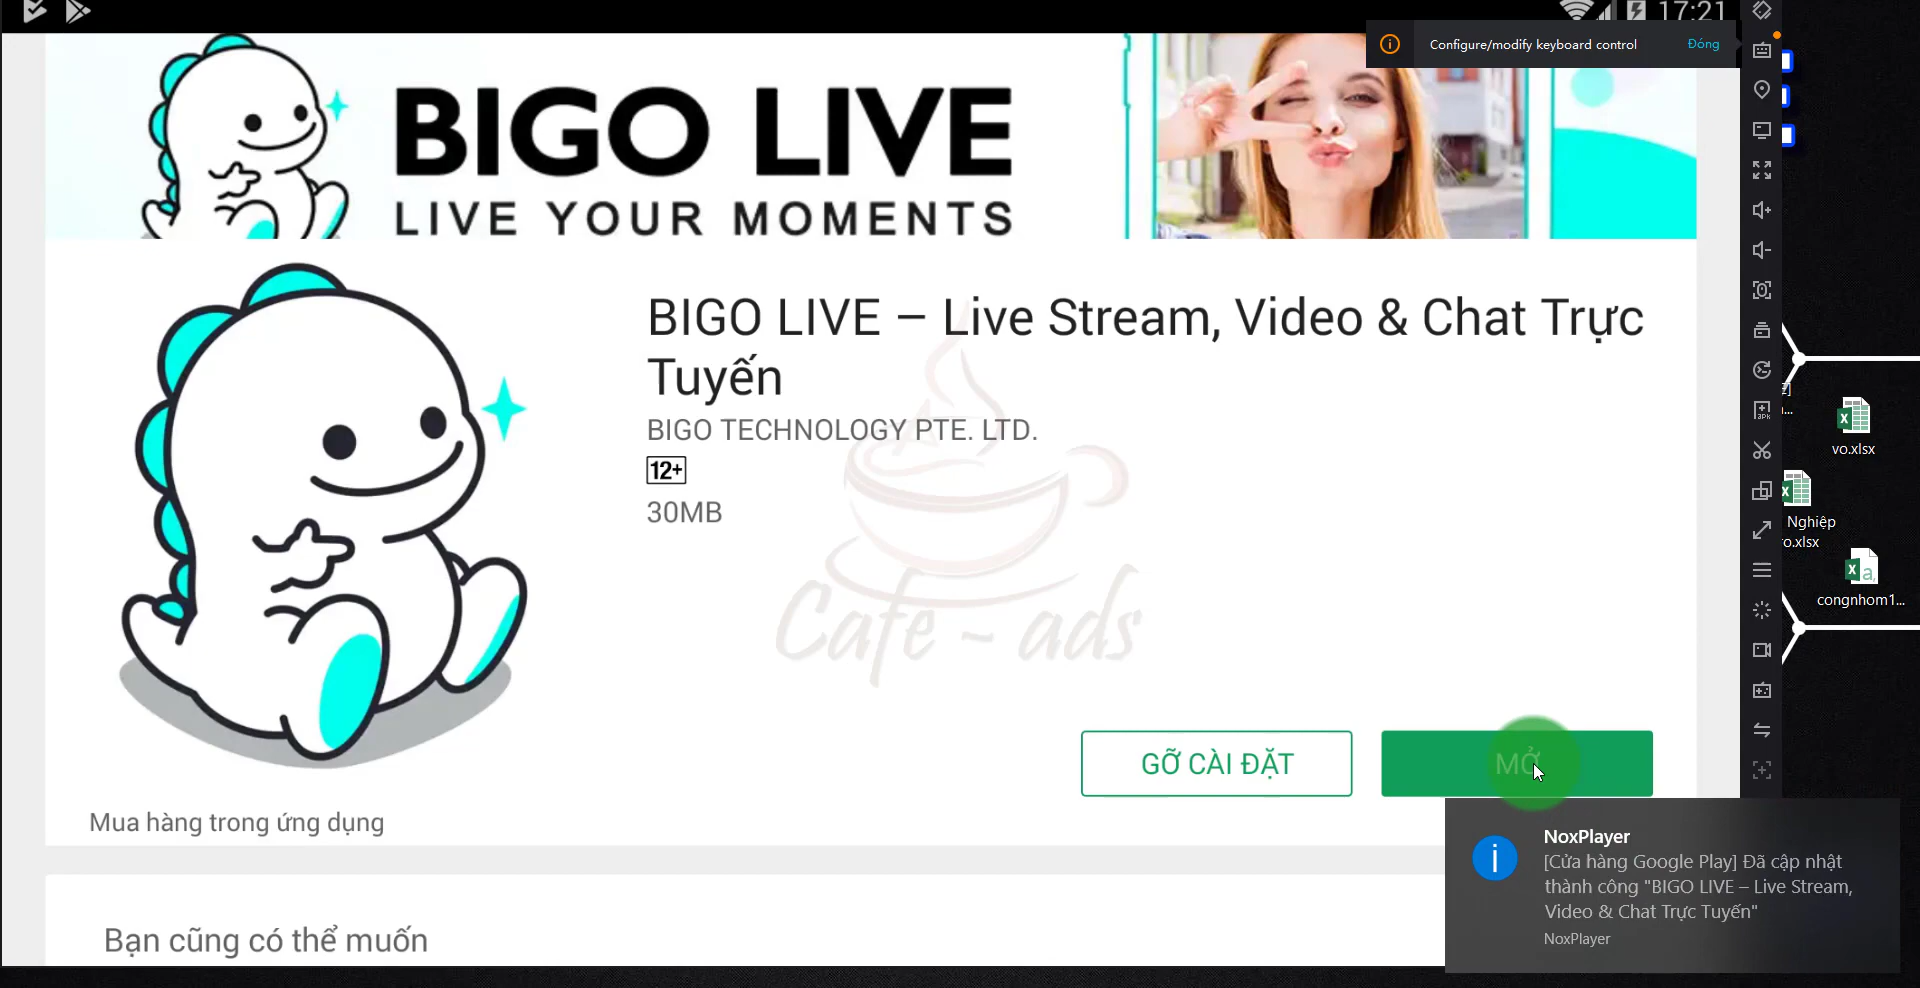 17:21
Configure/modify keyboard control Đóng
BIGO LIVE
LIVE YOUR MOMENTS
BIGO LIVE – Live Stream, Video & Chat Trực
Tuyến
BIGO TECHNOLOGY PTE. LTD.
12+
30MB
Cafe - ads
GỠ CÀI ĐẶT
MỞ
Mua hàng trong ứng dụng
Bạn cũng có thể muốn
NoxPlayer
[Cửa hàng Google Play] Đã cập nhật
thành công "BIGO LIVE – Live Stream,
Video & Chat Trực Tuyến"
NoxPlayer
vo.xlsx
Nghiệp
ro.xlsx
congnhom1...